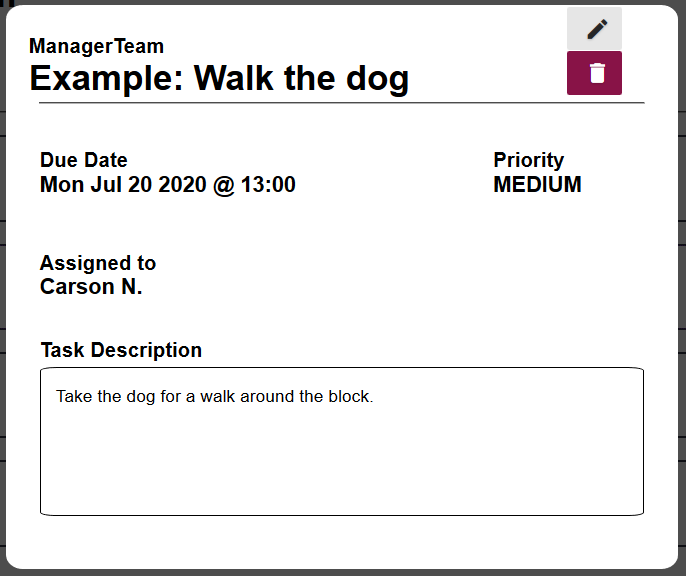 ManagerTeam
Example: Walk the dog
Due Date
Mon Jul 20 2020 @ 13:00
Priority
MEDIUM
Assigned to
Carson N.
Task Description
Take the dog for a walk around the block.